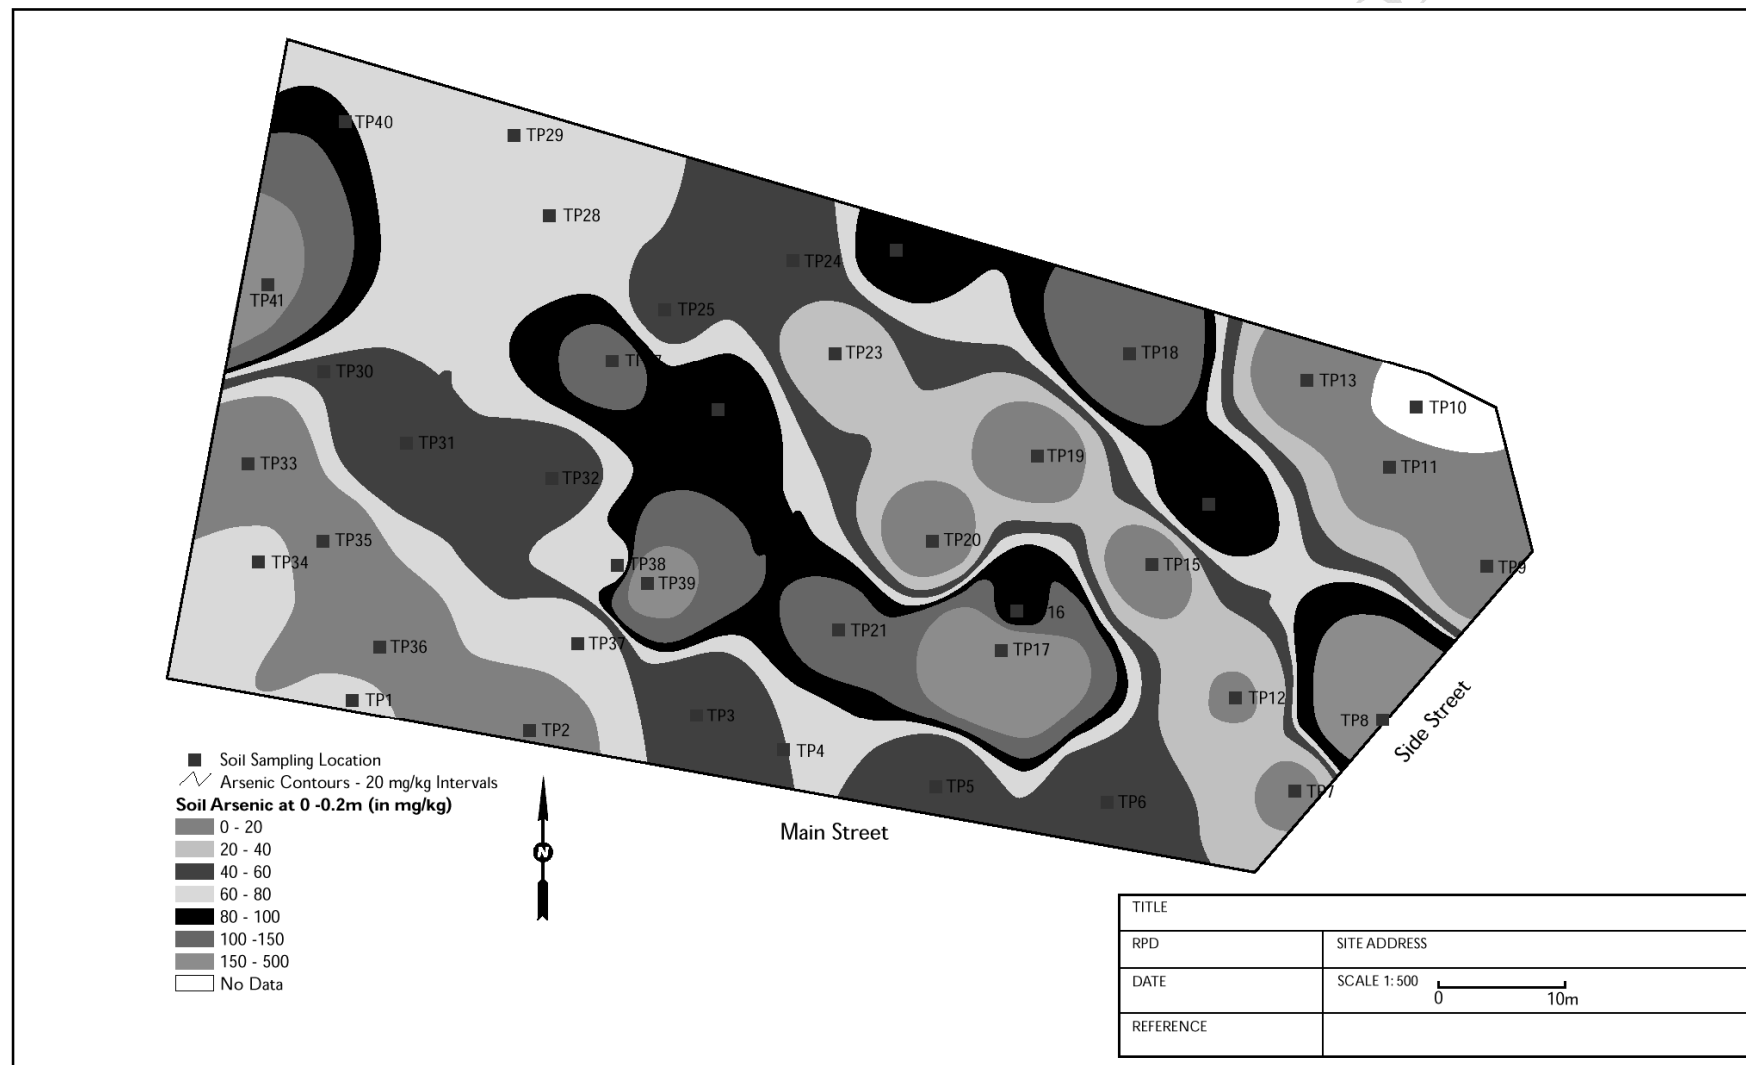 TP40
TP29
TP28
TP24
TP41
TP25
TP23
TP18
TP13
TP30
TP10
TP31
TP19
TP11
TP33
TP32
TP20
TP35
TP34
TP38
TP15
TP9
TP39
16
TP21
TP37
TP17
TP36
TP12
TP1
TP3
TP8
TP2
TP4
TP5
TP7
TP6
Side Street
Main Street
Soil Sampling Location
Arsenic Contours - 20 mg/kg Intervals
Soil Arsenic at 0 -0.2m (in mg/kg)
0 - 20
20 - 40
40 - 60
60 - 80
80 - 100
100 -150
150 - 500
No Data
N
TITLE
RPD
SITE ADDRESS
DATE
SCALE 1: 500
0
10m
REFERENCE